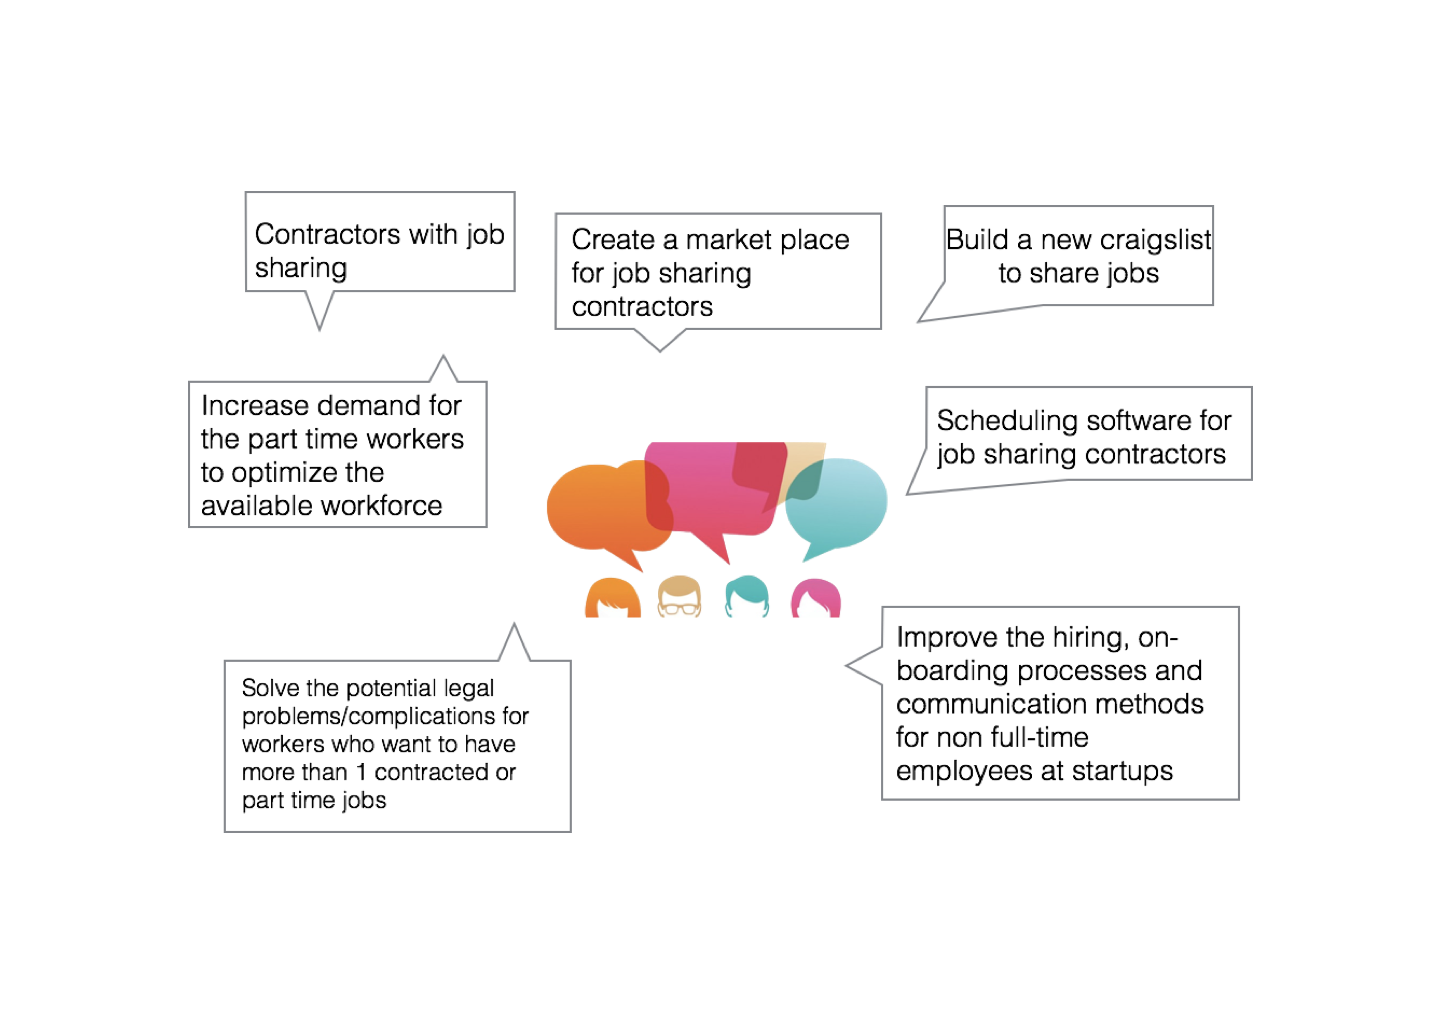 Contractors with job
sharing
Create a market place
for job sharing
contractors
Build a new craigslist
to share jobs
Increase demand for
the part time workers
to optimize the
available workforce
Scheduling software for
job sharing contractors
Solve the potential legal
problems/complications for
workers who want to have
more than 1 contracted or
part time jobs
Improve the hiring, on-
boarding processes and
communication methods
for non full-time
employees at startups